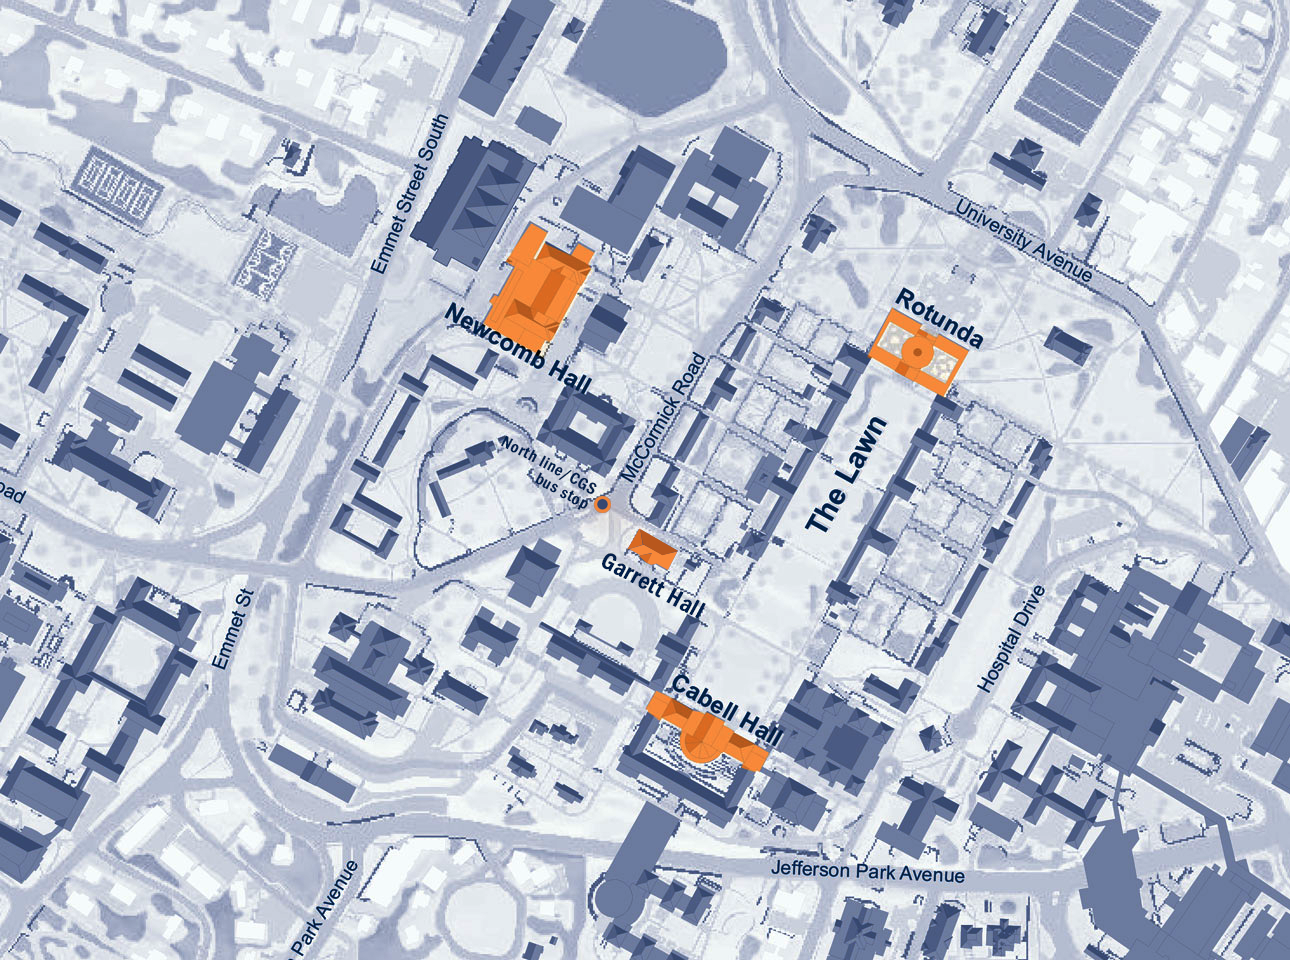 Emmet Street South
University Avenue
Rotunda
Newcomb Hall
McCormick Road
The Lawn
North line/CGS
bus stop
oad
Garrett Hall
Emmet St
Hospital Drive
Cabell Hall
Jefferson Park Avenue
Park Avenue